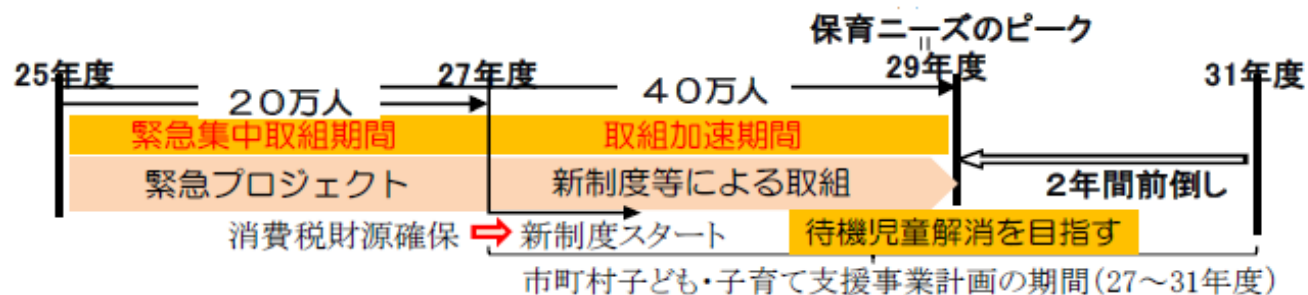 保育ニーズのピーク
=
25年度 27年度 29年度 31年度
20万人 40万人
緊急集中取組期間 取組加速期間
緊急プロジェクト 新制度等による取組 2年間前倒し
消費税財源確保 新制度スタート 待機児童解消を目指す
市町村子ども・子育て支援事業計画の期間(27~31年度)